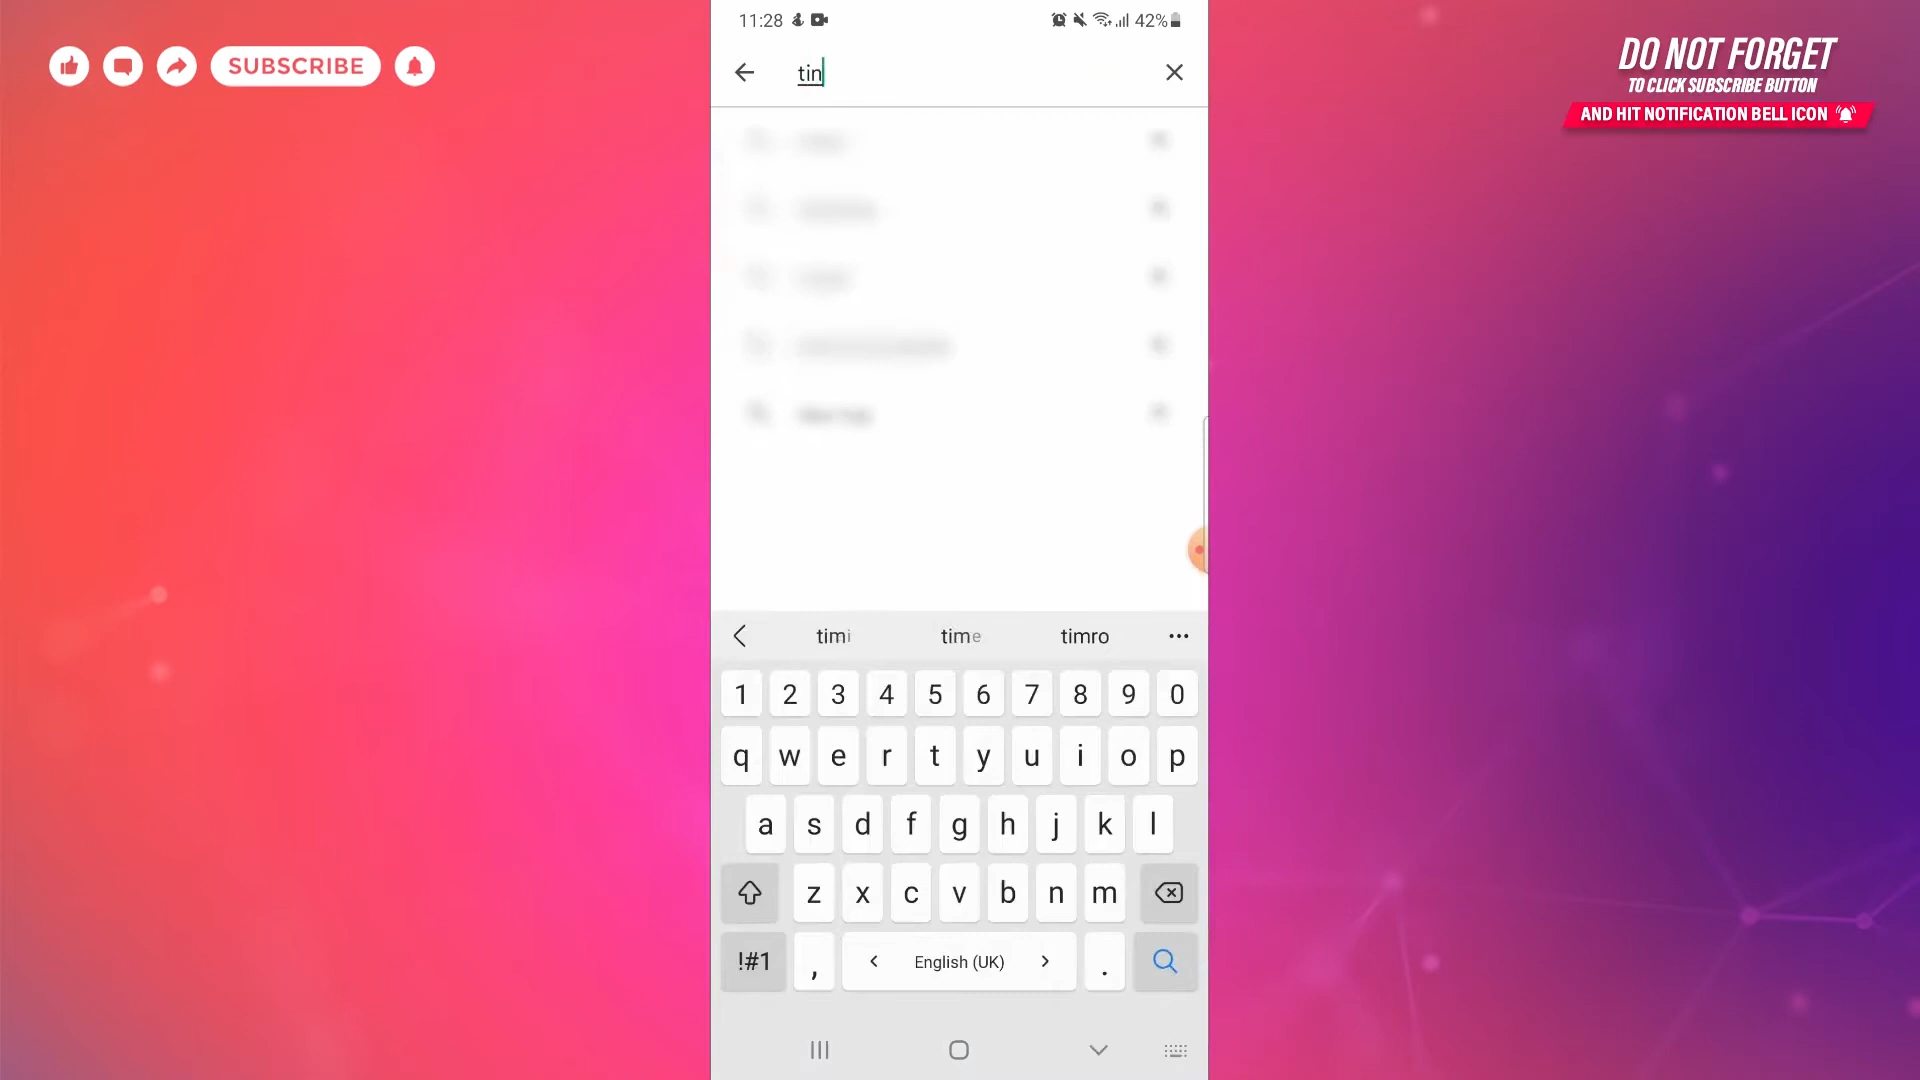 11:28
42%
SUBSCRIBE
DO NOT FORGET
TO CLICK SUBSCRIBE BUTTON
AND HIT NOTIFICATION BELL ICON
tin
timi time timro
1 2 3 4 5 6 7 8 9 0
q w e r t y u i o p
a s d f g h j k l
z x c v b n m
!#1 , < English (UK) > .